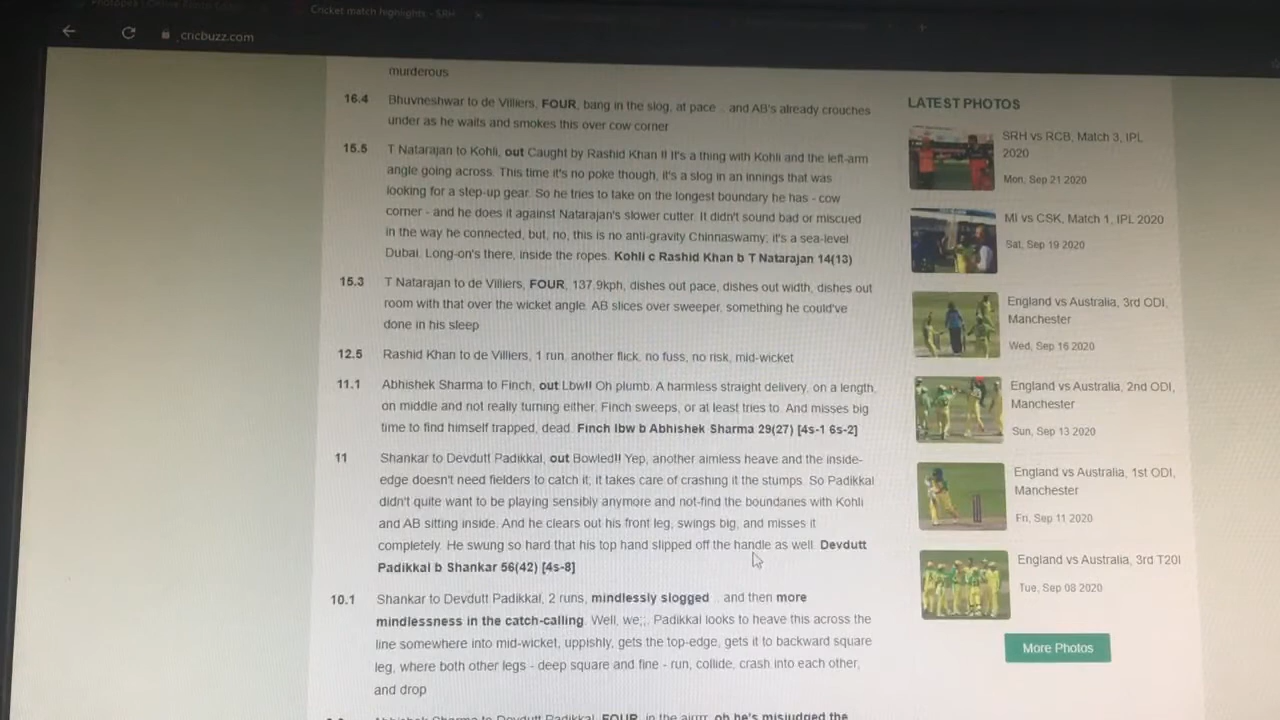 Cricket match highlights - SRH
cricbuzz.com
murderous
16.4 Bhuvneshwar to de Villiers, FOUR, bang in the slog, at pace .. and AB's already crouches
under as he waits and smokes this over cow corner
15.5 T Natarajan to Kohli, out Caught by Rashid Khan !! It's a thing with Kohli and the left-arm
angle going across. This time it's no poke though, it's a slog in an innings that was
looking for a step-up gear. So he tries to take on the longest boundary he has - cow
corner - and he does it against Natarajan's slower cutter. It didn't sound bad or miscued
in the way he connected, but, no, this is no anti-gravity Chinnaswamy; it's a sea-level
Dubai. Long-on's there, inside the ropes. Kohli c Rashid Khan b T Natarajan 14(13)
15.3 T Natarajan to de Villiers, FOUR, 137.9kph, dishes out pace, dishes out width, dishes out
room with that over the wicket angle. AB slices over sweeper, something he could've
done in his sleep
12.5 Rashid Khan to de Villiers, 1 run, another flick, no fuss, no risk, mid-wicket
11.1 Abhishek Sharma to Finch, out Lbw!! Oh plumb. A harmless straight delivery, on a length,
on middle and not really turning either. Finch sweeps, or at least tries to. And misses big
time to find himself trapped, dead. Finch lbw b Abhishek Sharma 29(27) [4s-1 6s-2]
11 Shankar to Devdutt Padikkal, out Bowled!! Yep, another aimless heave and the inside-
edge doesn't need fielders to catch it; it takes care of crashing it the stumps. So Padikkal
didn't quite want to be playing sensibly anymore and not-find the boundaries with Kohli
and AB sitting inside. And he clears out his front leg, swings big, and misses it
completely. He swung so hard that his top hand slipped off the handle as well. Devdutt
Padikkal b Shankar 56(42) [4s-8]
10.1 Shankar to Devdutt Padikkal, 2 runs, mindlessly slogged .. and then more
mindlessness in the catch-calling. Well, we;;. Padikkal looks to heave this across the
line somewhere into mid-wicket, uppishly, gets the top-edge, gets it to backward square
leg, where both other legs - deep square and fine - run, collide, crash into each other,
and drop
Abhishek Sharma to Devdutt Padikkal, FOUR, in the airrr, oh he's misjudged the
LATEST PHOTOS
SRH vs RCB, Match 3, IPL
2020
Mon, Sep 21 2020
MI vs CSK, Match 1, IPL 2020
Sat, Sep 19 2020
England vs Australia, 3rd ODI,
Manchester
Wed, Sep 16 2020
England vs Australia, 2nd ODI,
Manchester
Sun, Sep 13 2020
England vs Australia, 1st ODI,
Manchester
Fri, Sep 11 2020
England vs Australia, 3rd T20I
Tue, Sep 08 2020
More Photos